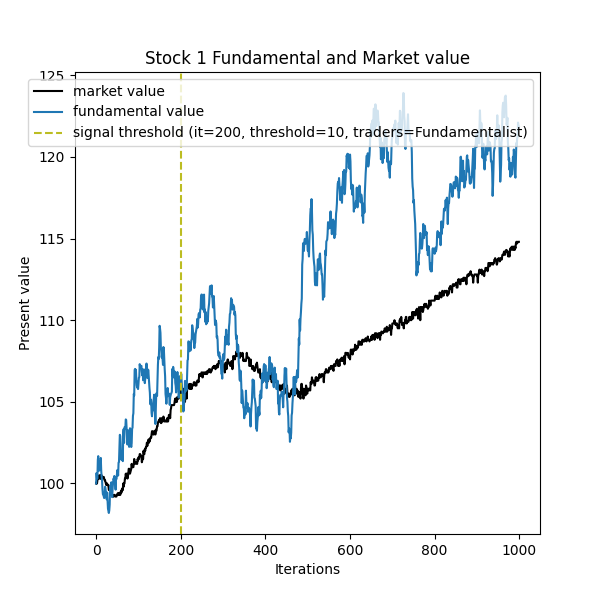 Stock 1 Fundamental and Market value
market value
fundamental value
signal threshold (it=200, threshold=10, traders=Fundamentalist)
Present value
125
120
115
110
105
100
0 200 400 600 800 1000
Iterations